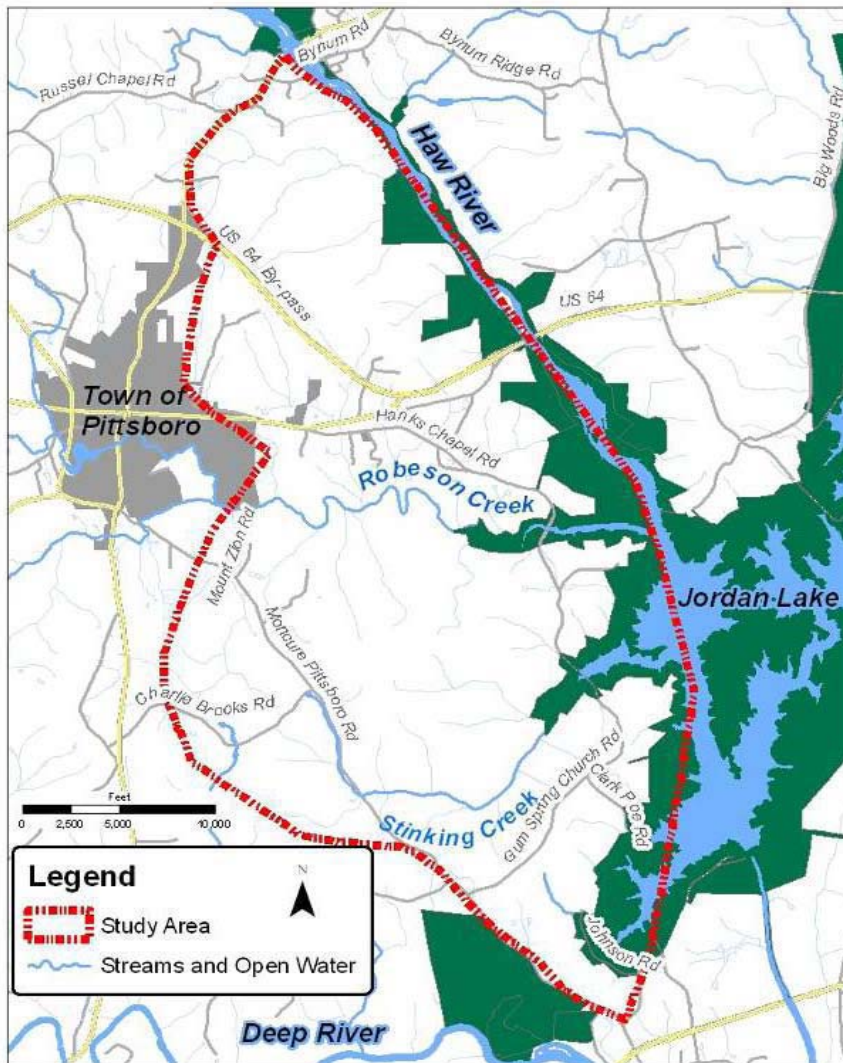 Bynum Rd
Bynum Ridge Rd
Russel Chapel Rd
Big Woods Rd
Haw River
US 64 By-pass
US 64
Town of
Pittsboro
Hanks Chapel Rd
Robeson Creek
Mount Zion Rd
Jordan Lake
Moncure Pittsboro Rd
Charlie Brooks Rd
Gum Spring Church Rd
Clark Poe Rd
Stinking Creek
Feet
0 2,500 5,000 10,000
Legend
N
Study Area
Streams and Open Water
Johnson Rd
Deep River